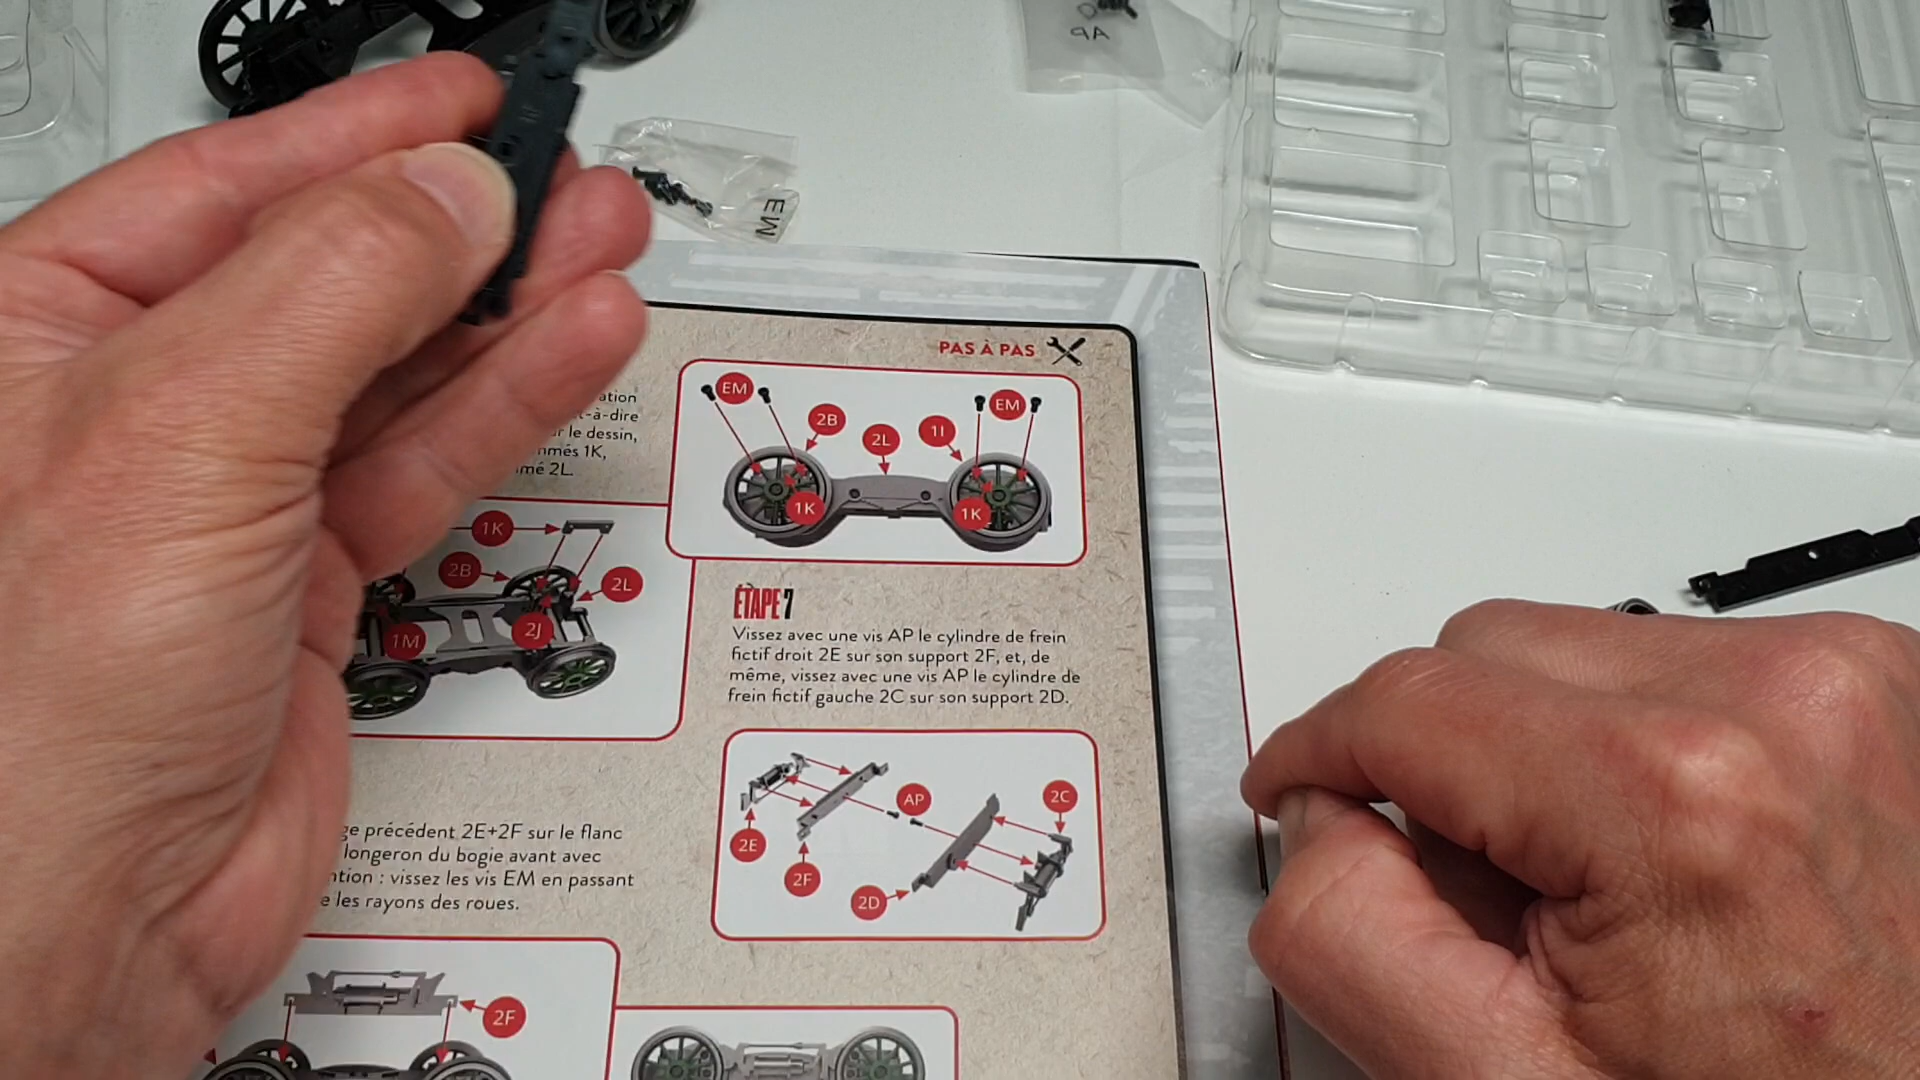 AP
EM
PAS À PAS
ation
t-à-dire
r le dessin,
més 1K,
mé 2L.
EM
EM
2B
2L
1I
1K
1K
1K
2B
2L
1M
2J
ÉTAPE 7
Vissez avec une vis AP le cylindre de frein
fictif droit 2E sur son support 2F, et, de
même, vissez avec une vis AP le cylindre de
frein fictif gauche 2C sur son support 2D.
AP
2C
2E
2F
2D
ge précédent 2E+2F sur le flanc
longeron du bogie avant avec
ntion : vissez les vis EM en passant
e les rayons des roues.
2F